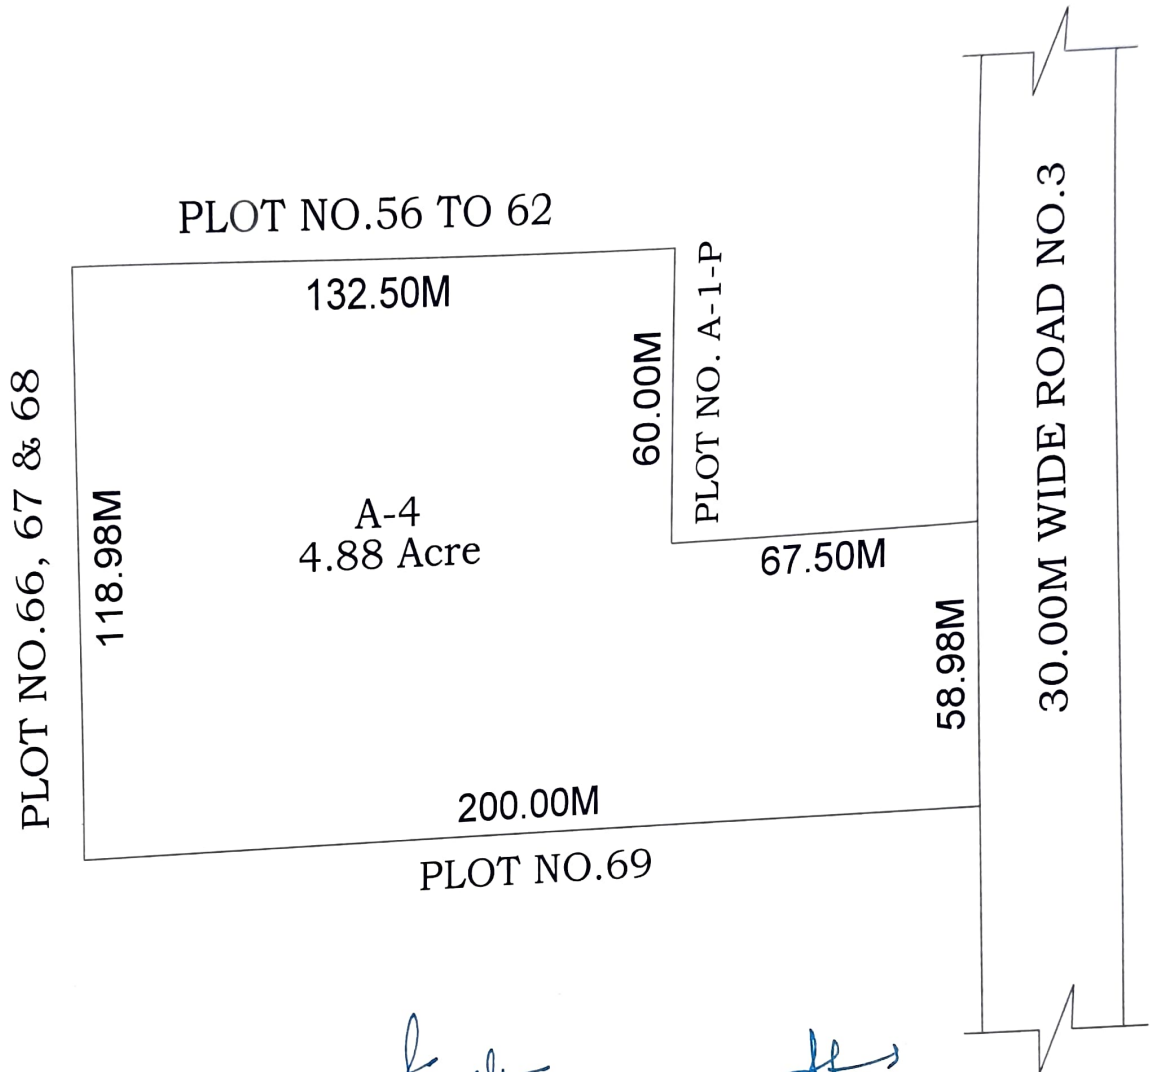 PLOT NO.56 TO 62
132.50M
60.00M
PLOT NO. A-1-P
30.00M WIDE ROAD NO.3
PLOT NO.66, 67 & 68
118.98M
A-4
4.88 Acre
67.50M
58.98M
200.00M
PLOT NO.69